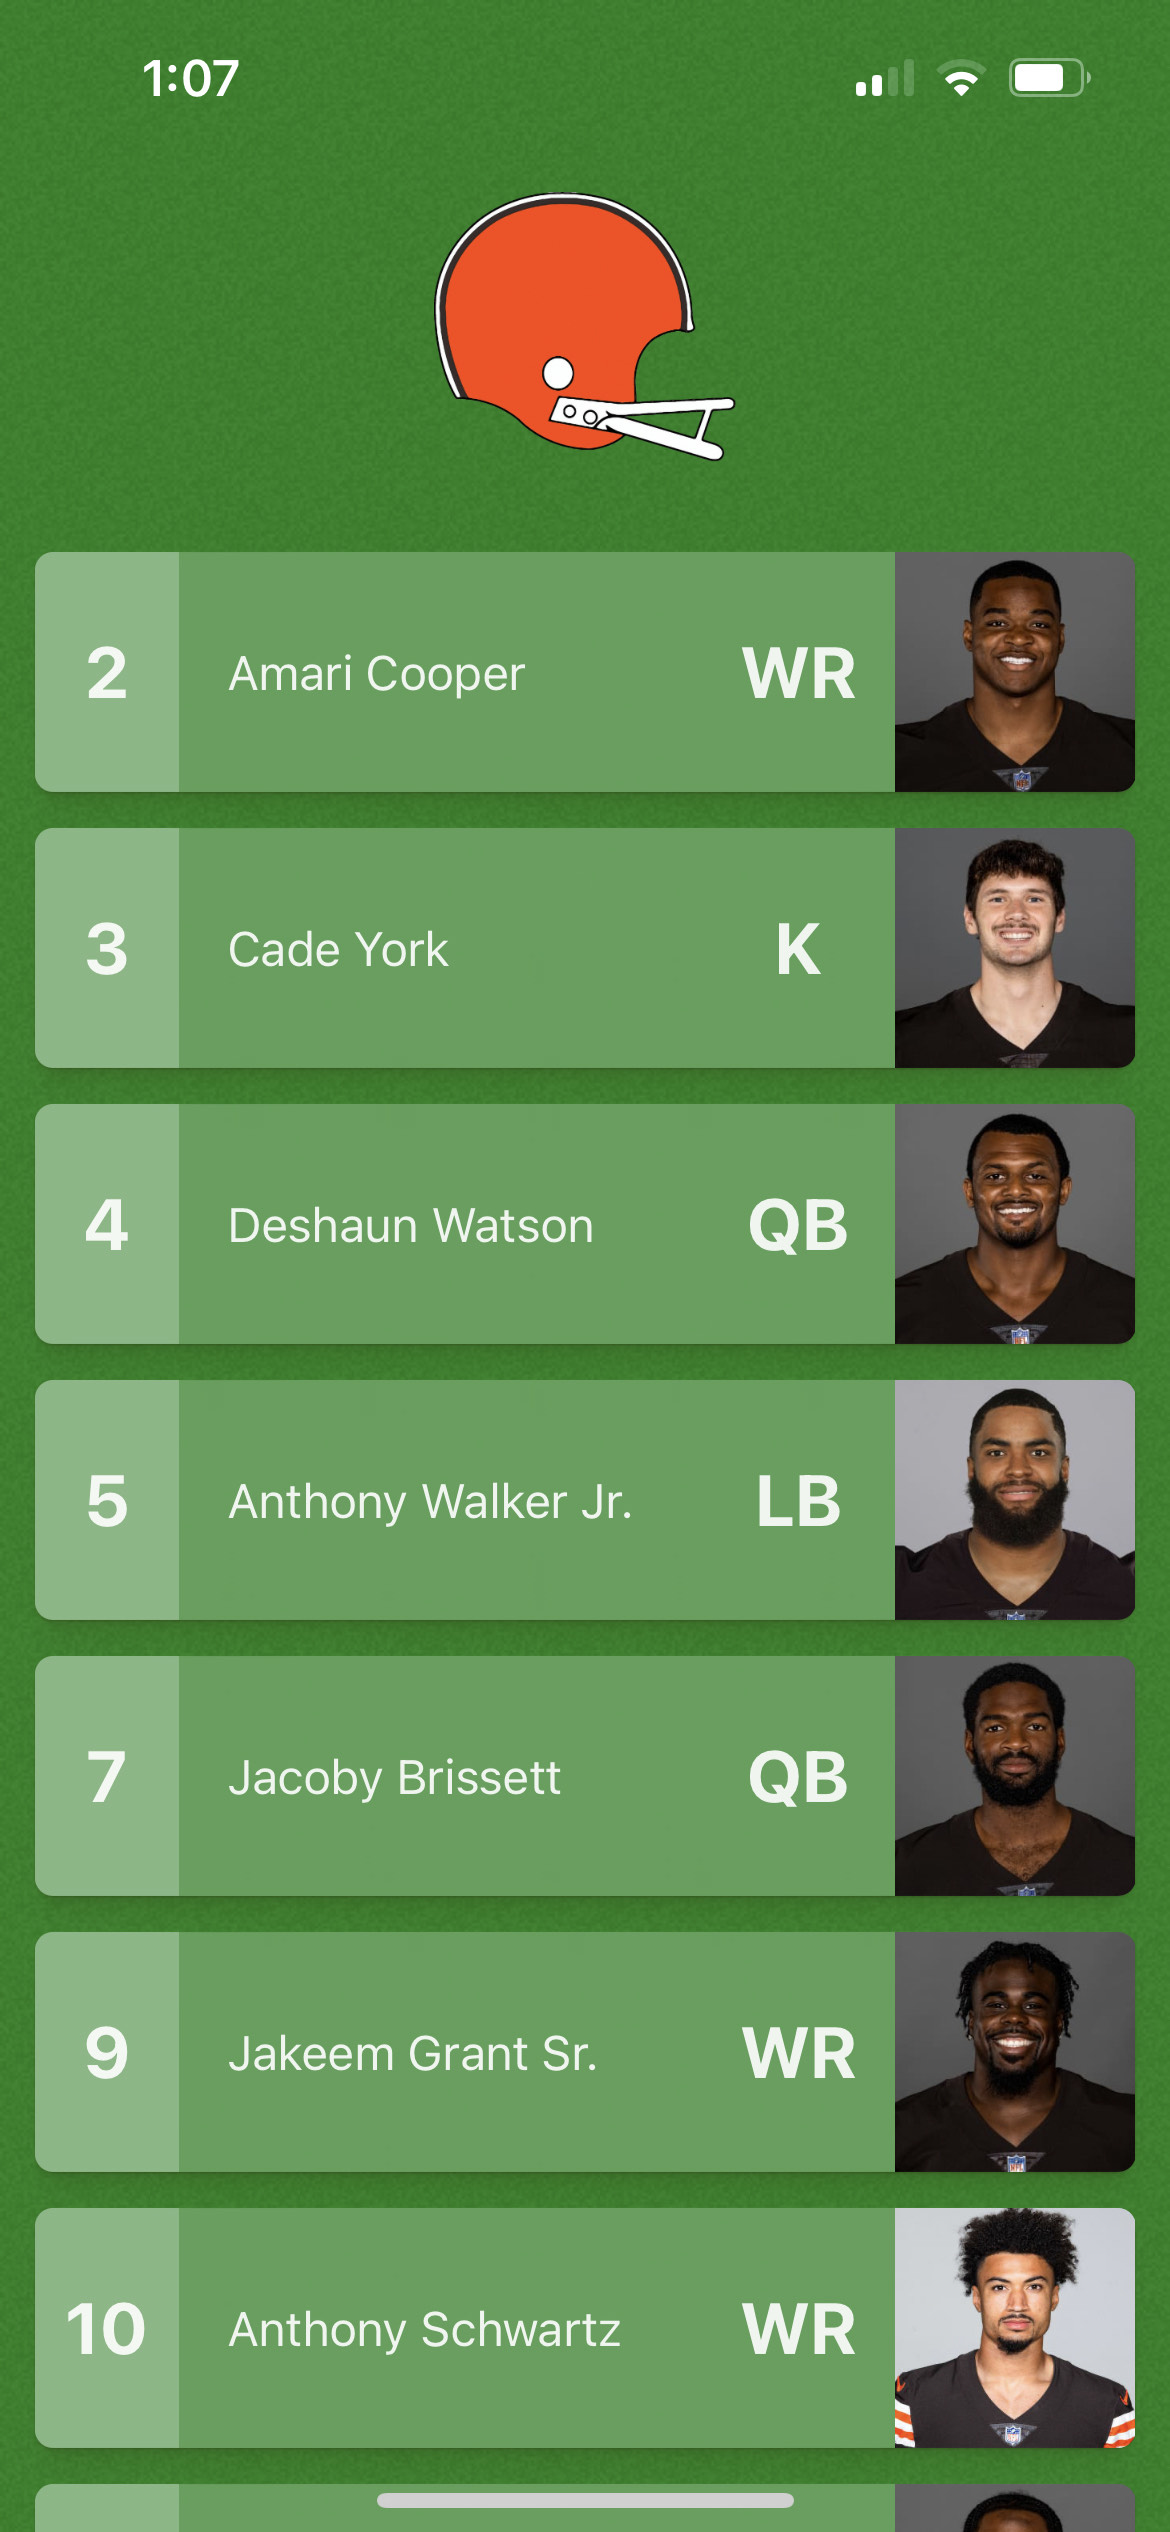 1:07
2 Amari Cooper WR
3 Cade York K
4 Deshaun Watson QB
5 Anthony Walker Jr. LB
7 Jacoby Brissett QB
9 Jakeem Grant Sr. WR
10 Anthony Schwartz WR